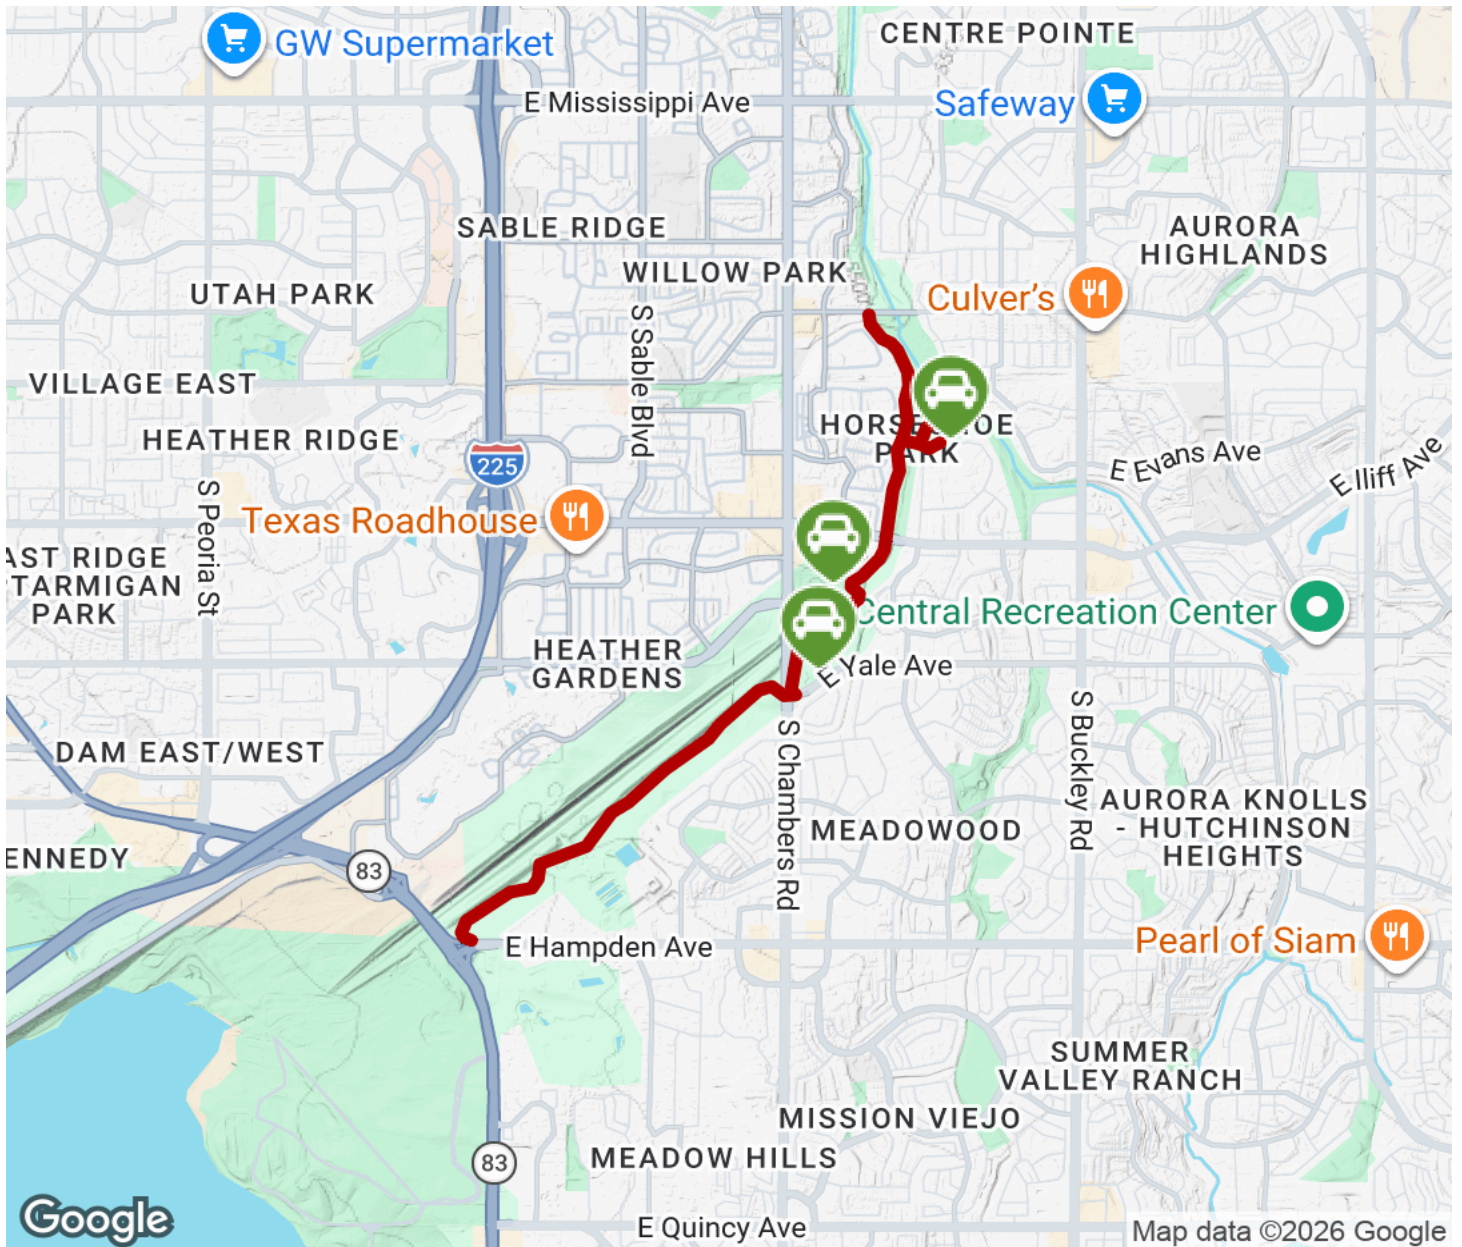 CENTRE POINTE
GW Supermarket
E Mississippi Ave
Safeway
SABLE RIDGE
AURORA
HIGHLANDS
WILLOW PARK
UTAH PARK
Culver's
S Sable Blvd
VILLAGE EAST
HEATHER RIDGE
PARK
E Evans Ave
E Iliff Ave
225
S Peoria St
Texas Roadhouse
AST RIDGE
TARMIGAN
PARK
Central Recreation Center
HEATHER
GARDENS
E Yale Ave
S Buckley Rd
S Chambers Rd
DAM EAST/WEST
AURORA KNOLLS
- HUTCHINSON
HEIGHTS
MEADOWOOD
ENNEDY
83
E Hampden Ave
Pearl of Siam
SUMMER
VALLEY RANCH
MISSION VIEJO
MEADOW HILLS
83
Google
E Quincy Ave
Map data ©2026 Google